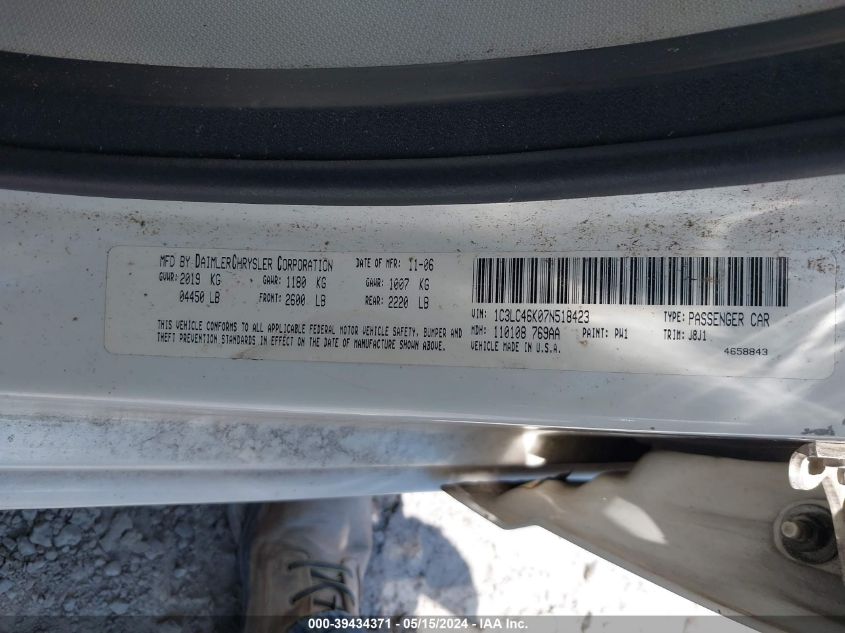 MFD BY DAIMLERCHRYSLER CORPORATION DATE OF MFR: 11-06
GVWR: 2019 KG GAWR: 1180 KG GAWR: 1007 KG
04450 LB FRONT: 2600 LB REAR: 2220 LB
THIS VEHICLE CONFORMS TO ALL APPLICABLE FEDERAL MOTOR VEHICLE SAFETY, BUMPER AND
THEFT PREVENTION STANDARDS IN EFFECT ON THE DATE OF MANUFACTURE SHOWN ABOVE.
VIN: 1C3LC46K07N518423 TYPE: PASSENGER CAR
MDH: 110108 769AA PAINT: PW1 TRIM: J8J1
VEHICLE MADE IN U.S.A. 4658843
000-39434371 - 05/15/2024 - IAA Inc.